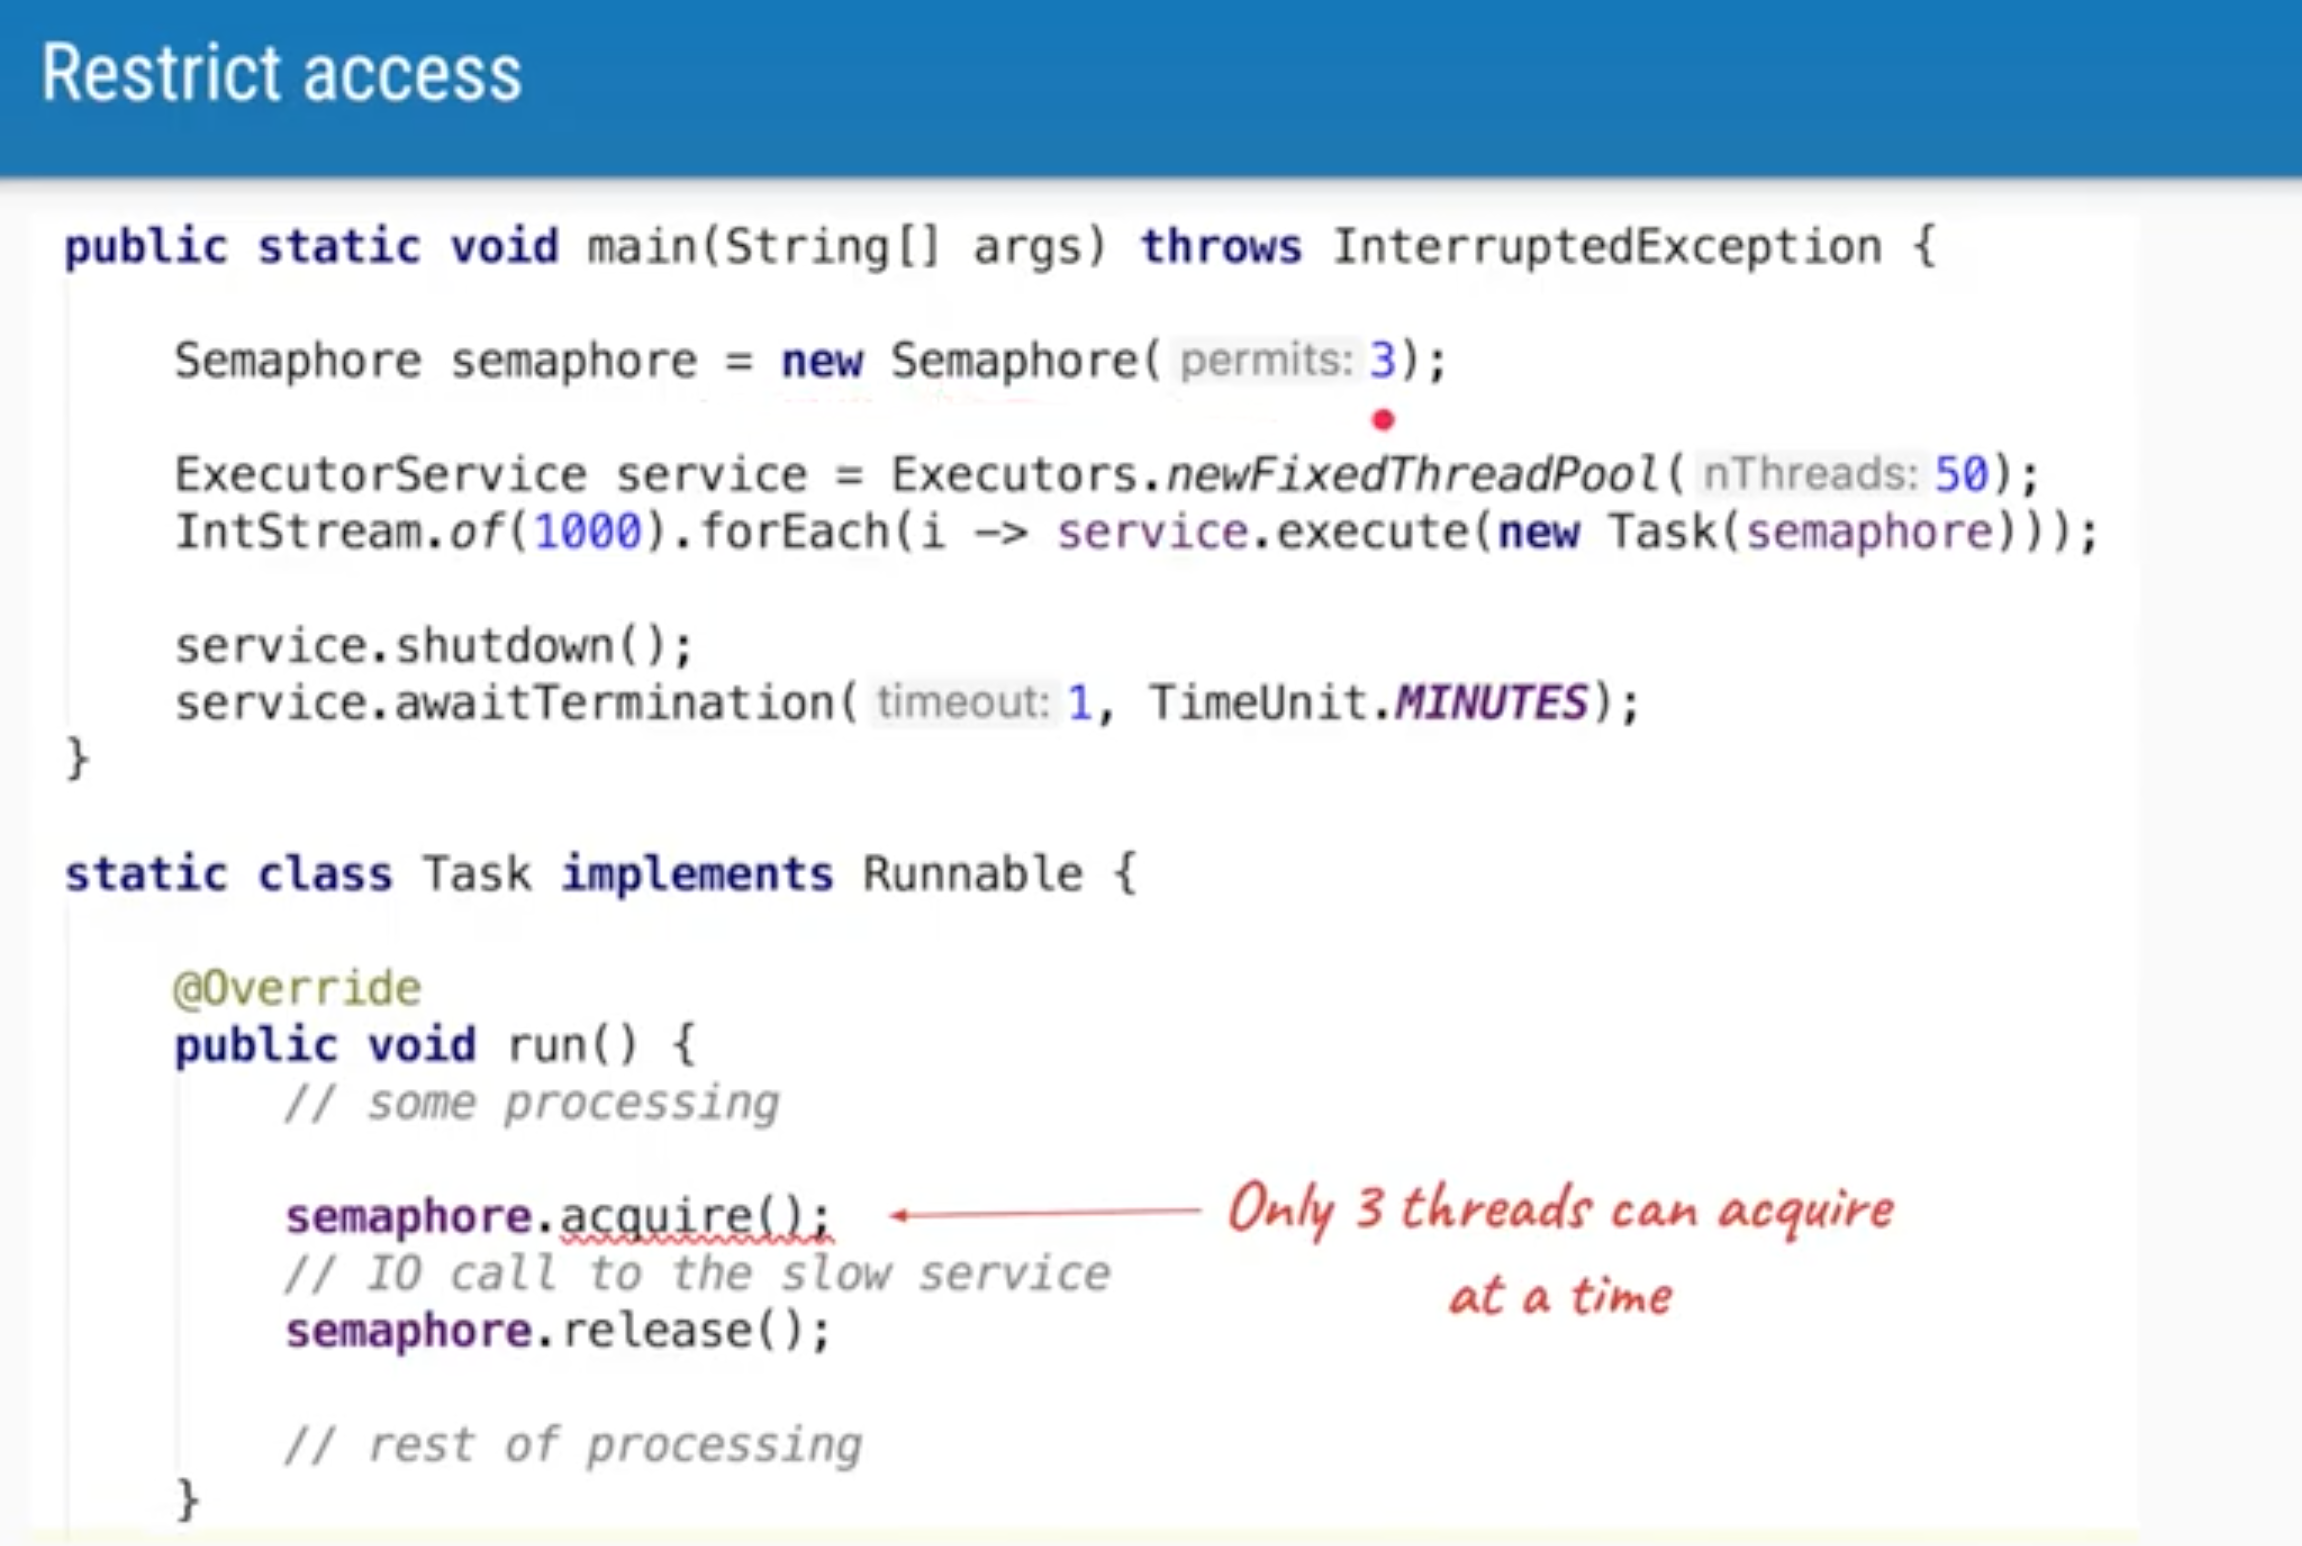 Restrict access
public static void main(String[] args) throws InterruptedException {
Semaphore semaphore = new Semaphore( permits: 3);
ExecutorService service = Executors.newFixedThreadPool( nThreads: 50);
IntStream.of(1000).forEach(i -> service.execute(new Task(semaphore)));
service.shutdown();
service.awaitTermination( timeout: 1, TimeUnit.MINUTES);
}
static class Task implements Runnable {
@Override
public void run() {
// some processing
semaphore.acquire(); Only 3 threads can acquire
// IO call to the slow service at a time
semaphore.release();
// rest of processing
}